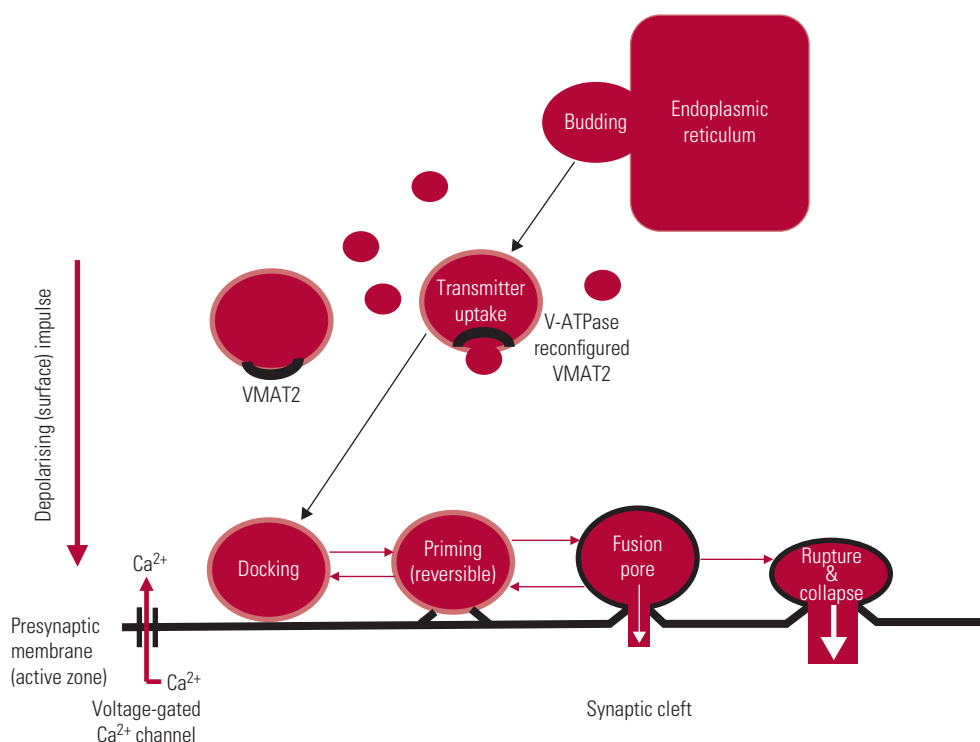 Endoplasmic
reticulum
Budding
Transmitter
uptake
V-ATPase
reconfigured
VMAT2
VMAT2
Depolarising (surface) impulse
Docking
Priming
(reversible)
Fusion
pore
Rupture
&
collapse
Ca²⁺
Presynaptic
membrane
(active zone)
Ca²⁺
Voltage-gated
Ca²⁺ channel
Synaptic cleft